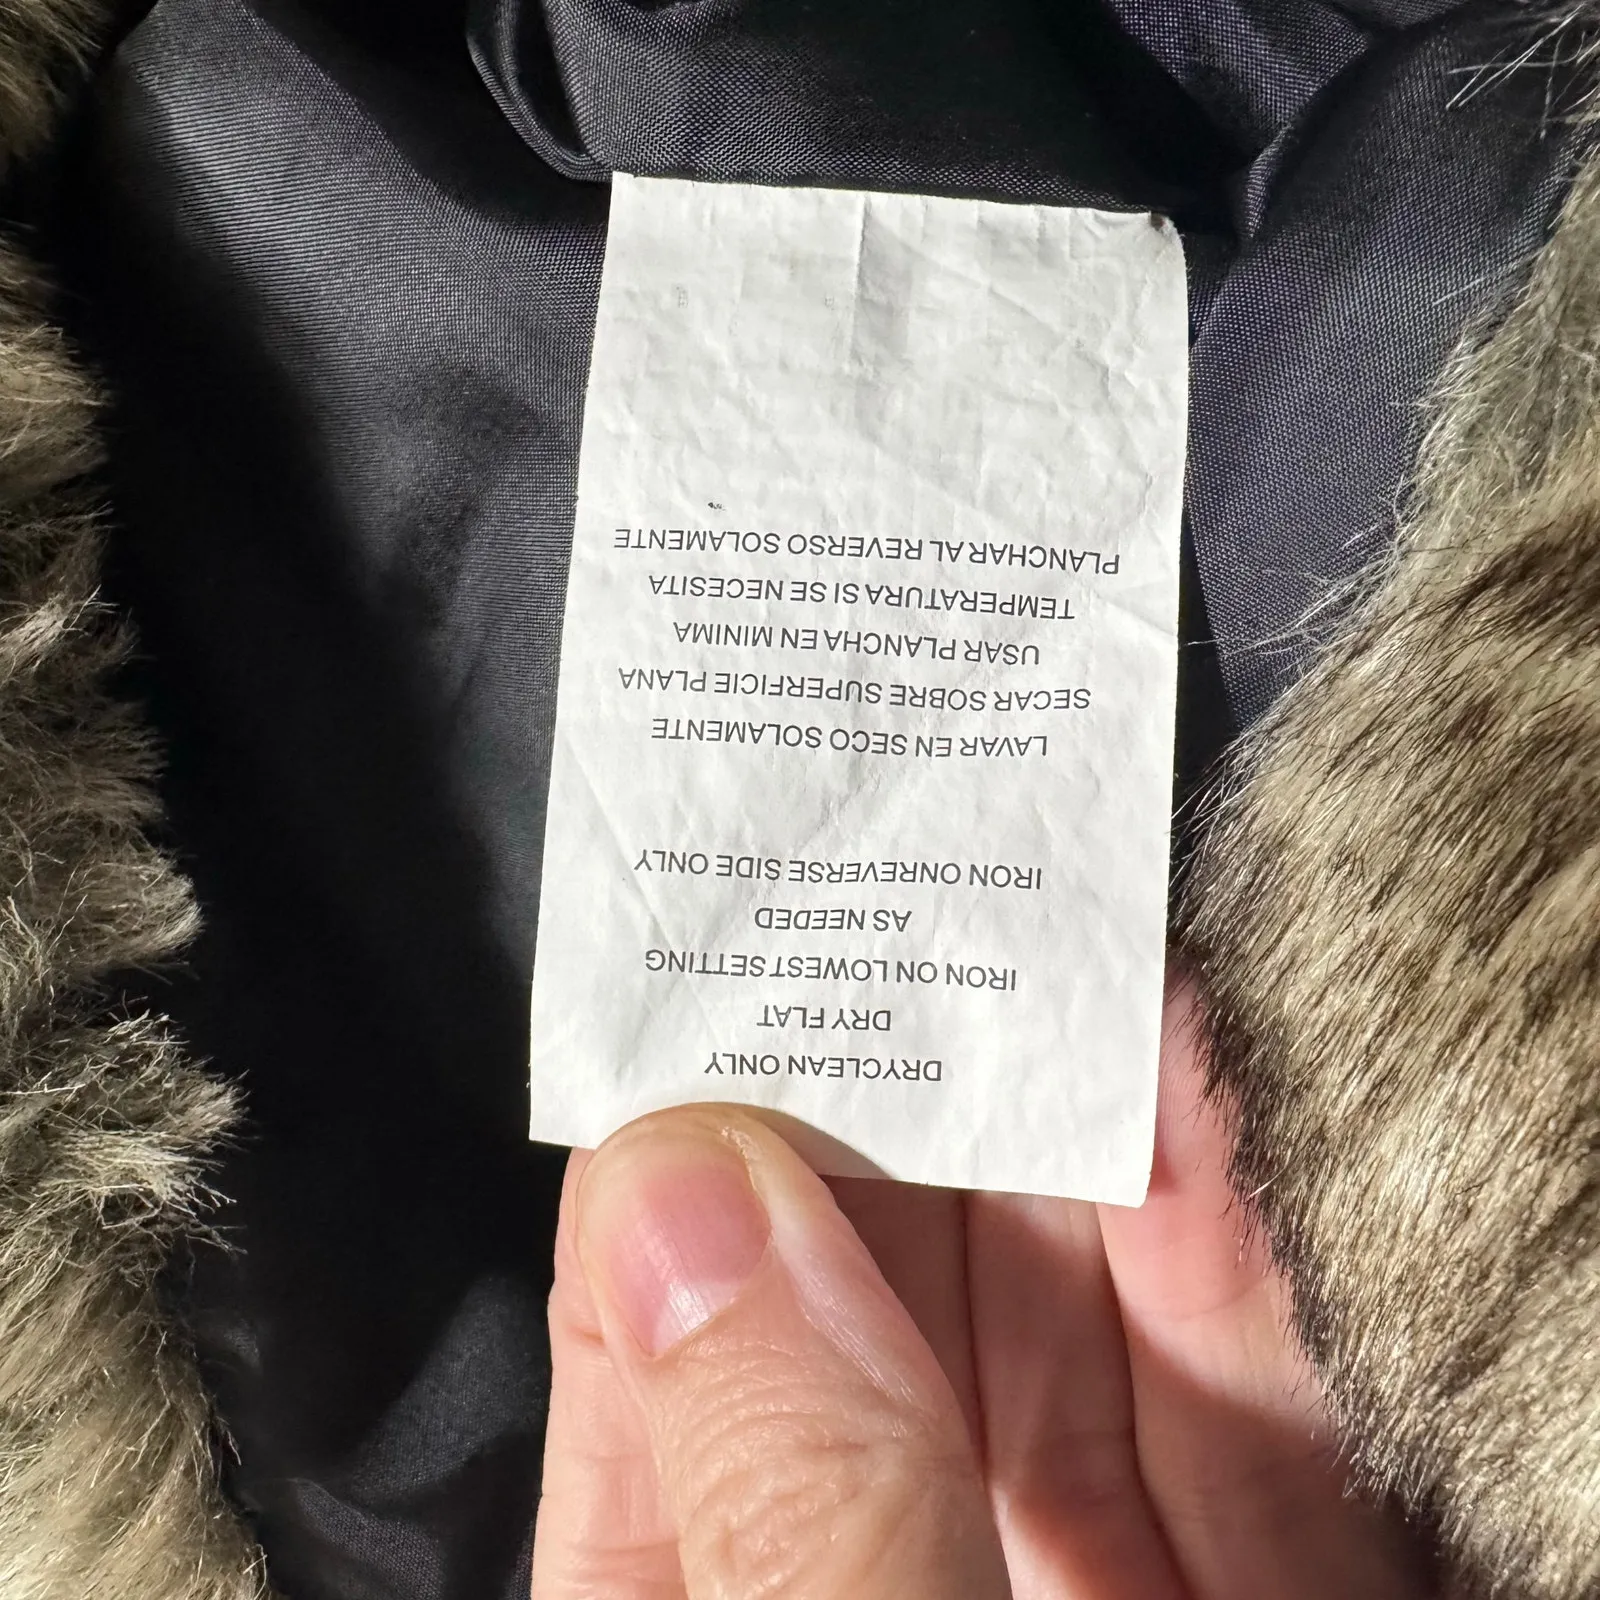 DRYCLEAN ONLY
DRY FLAT
IRON ON LOWEST SETTING
AS NEEDED
IRON ONREVERSE SIDE ONLY
LAVAR EN SECO SOLAMENTE
SECAR SOBRE SUPERFICIE PLANA
USAR PLANCHA EN MINIMA
TEMPERATURA SI SE NECESITA
PLANCHAR AL REVERSO SOLAMENTE